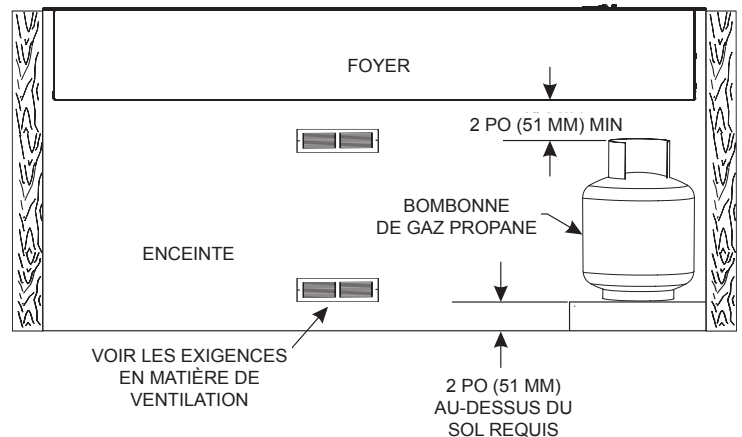 FOYER
2 PO (51 MM) MIN
BOMBONNE
DE GAZ PROPANE
ENCEINTE
VOIR LES EXIGENCES
EN MATIÈRE DE
VENTILATION
2 PO (51 MM)
AU-DESSUS DU
SOL REQUIS